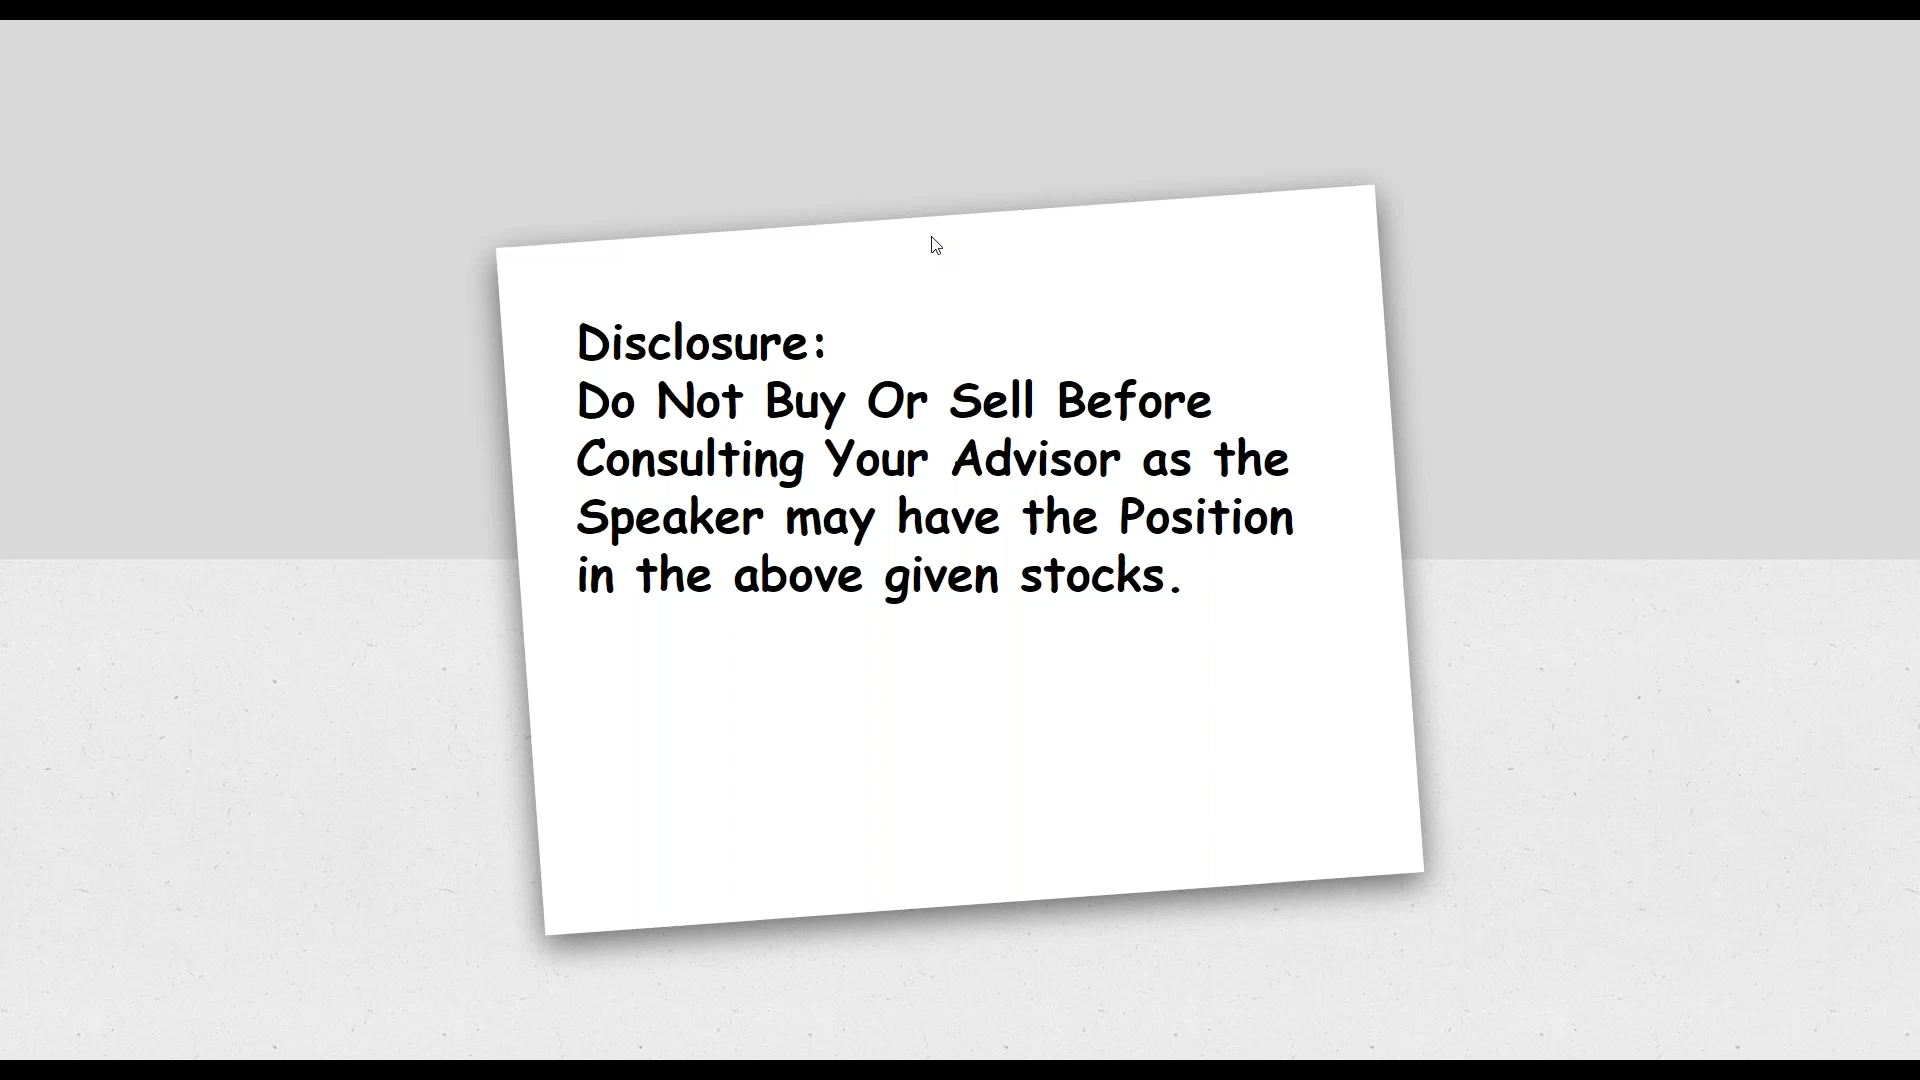 Disclosure:
Do Not Buy Or Sell Before
Consulting Your Advisor as the
Speaker may have the Position
in the above given stocks.